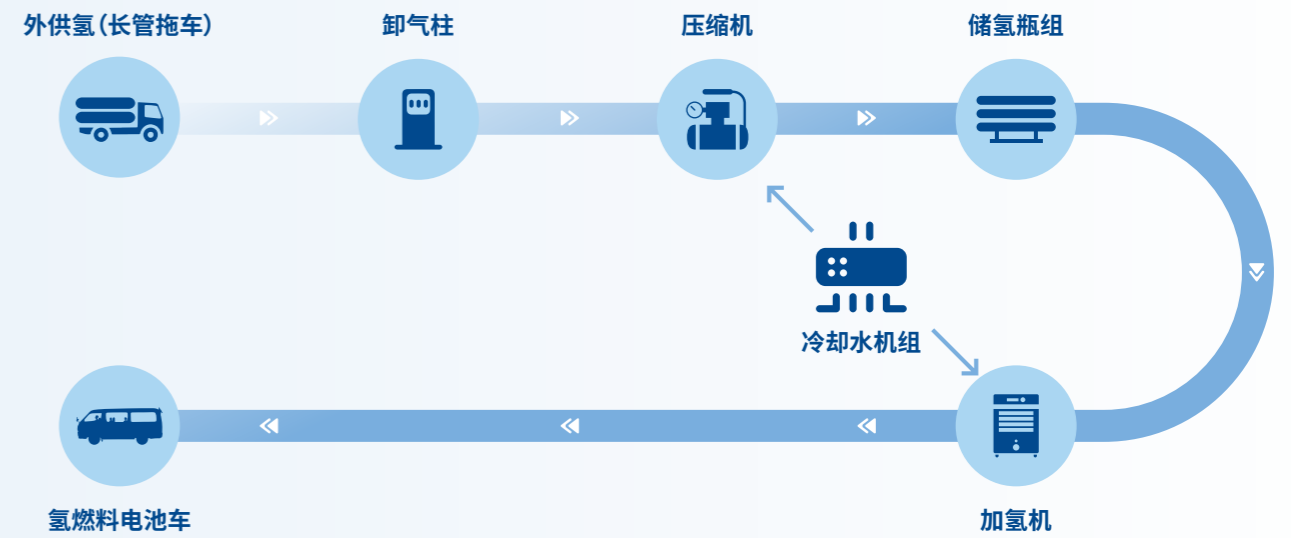 外供氢(长管拖车)
卸气柱
压缩机
储氢瓶组
冷却水机组
氢燃料电池车
加氢机